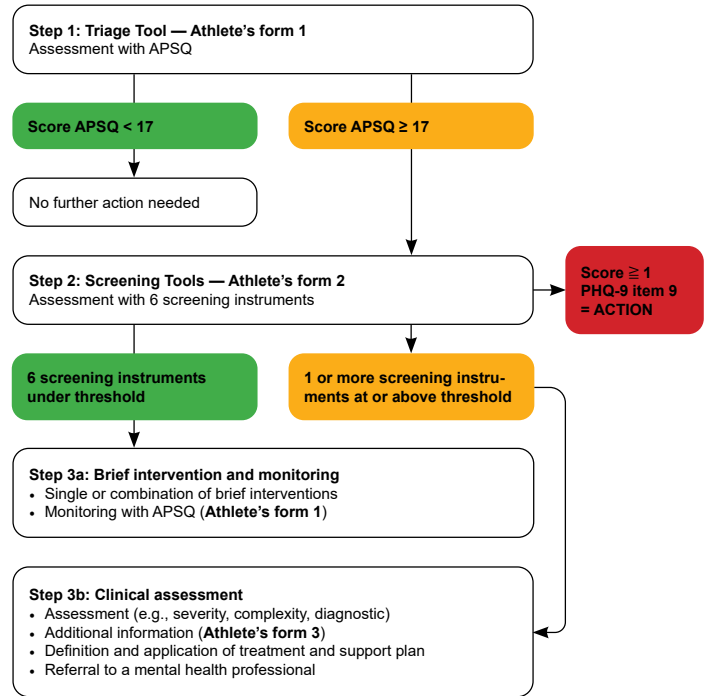 Step 1: Triage Tool — Athlete's form 1
Assessment with APSQ
Score APSQ < 17
Score APSQ ≥ 17
No further action needed
Step 2: Screening Tools — Athlete's form 2
Assessment with 6 screening instruments
Score ≧ 1
PHQ-9 item 9
= ACTION
6 screening instruments
under threshold
1 or more screening instru-
ments at or above threshold
Step 3a: Brief intervention and monitoring
• Single or combination of brief interventions
• Monitoring with APSQ (Athlete's form 1)
Step 3b: Clinical assessment
• Assessment (e.g., severity, complexity, diagnostic)
• Additional information (Athlete's form 3)
• Definition and application of treatment and support plan
• Referral to a mental health professional